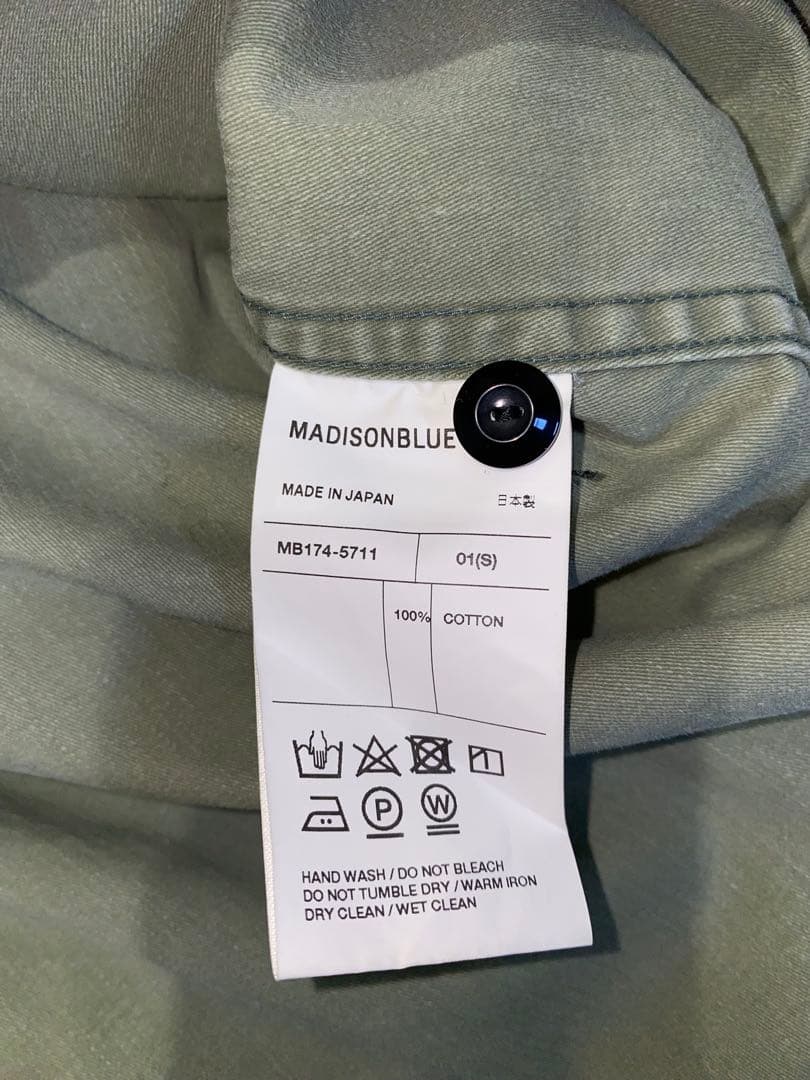 MADISONBLUE
MADE IN JAPAN 日本製
MB174-5711 01(S)
100% COTTON
P W
HAND WASH / DO NOT BLEACH
DO NOT TUMBLE DRY / WARM IRON
DRY CLEAN / WET CLEAN